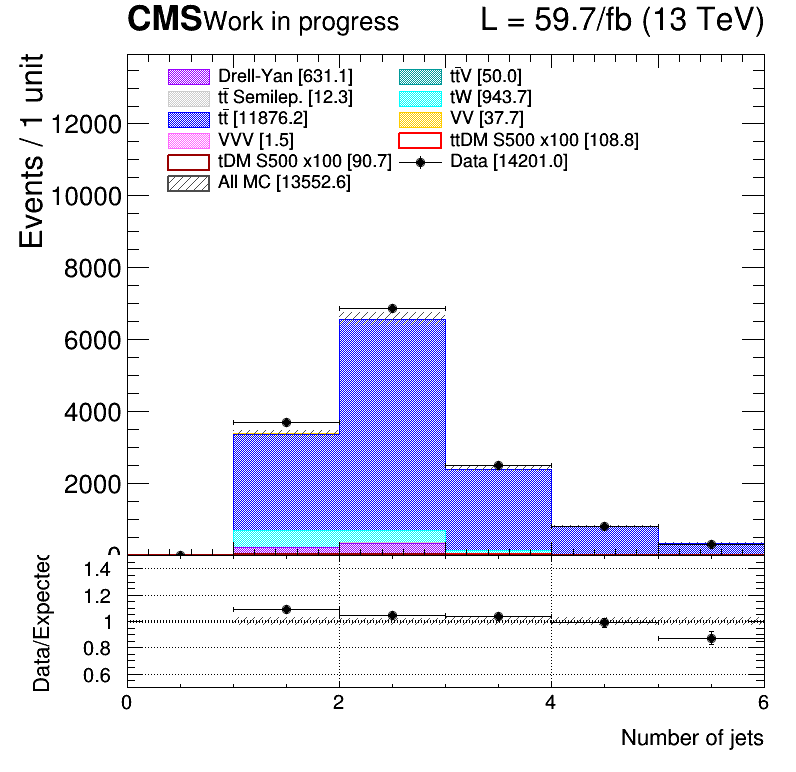 CMS Work in progress L = 59.7/fb (13 TeV)
Events / 1 unit
Drell-Yan [631.1] tt̄V [50.0]
tt̄ Semilep. [12.3] tW [943.7]
tt̄ [11876.2] VV [37.7]
VVV [1.5] ttDM S500 x100 [108.8]
tDM S500 x100 [90.7] Data [14201.0]
All MC [13552.6]
12000
10000
8000
6000
4000
2000
0
Data/Expected
1.4
1.2
1
0.8
0.6
0 2 4 6
Number of jets